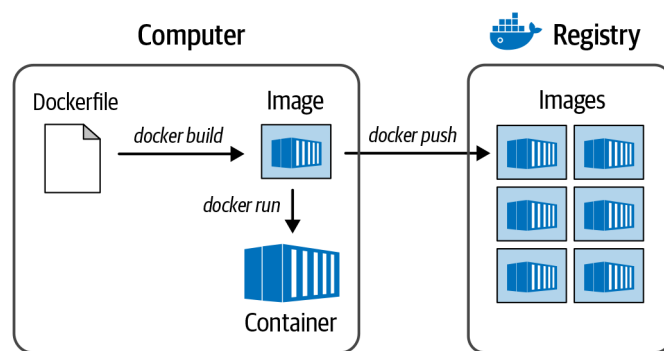 Computer
Registry
Dockerfile
Image
Images
docker build
docker push
docker run
Container